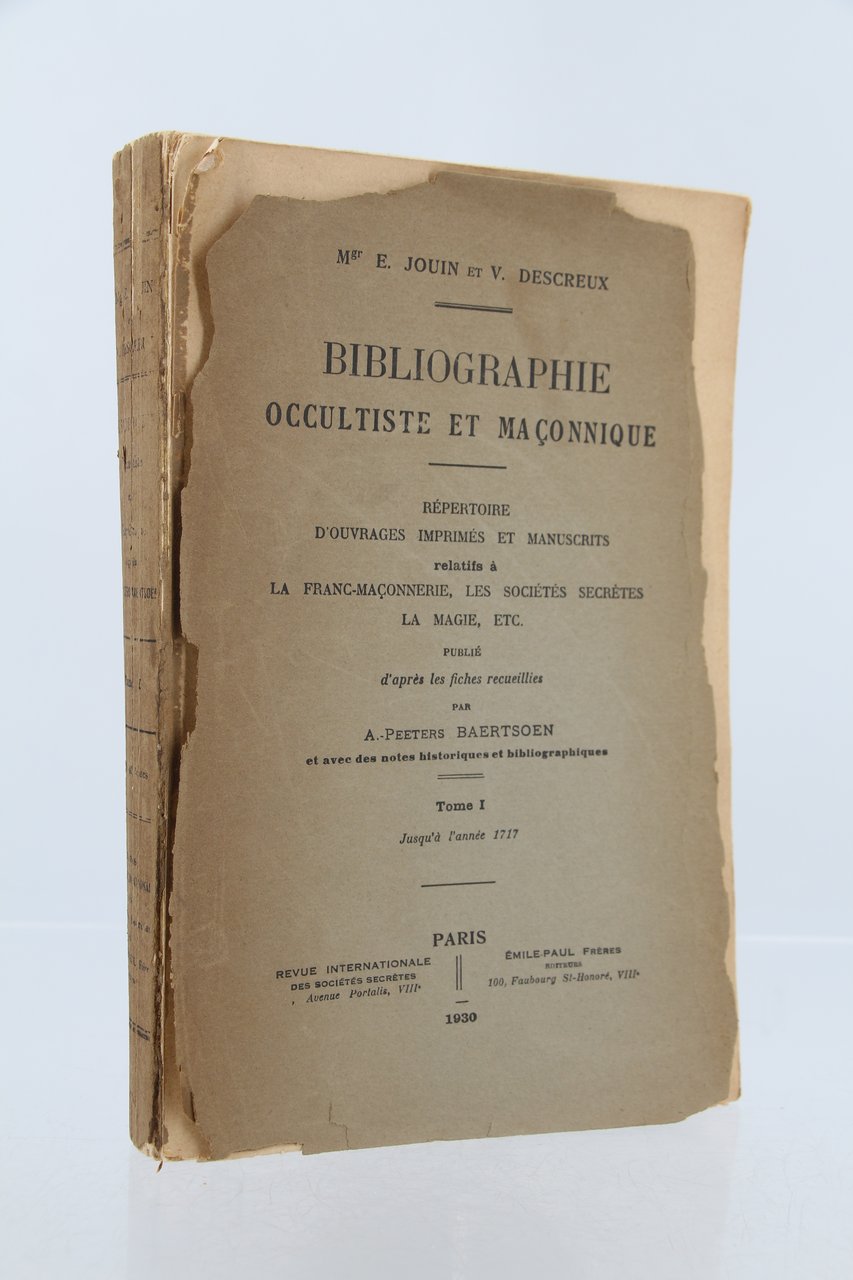 Mgr E. JOUIN ET V. DESCREUX
BIBLIOGRAPHIE
OCCULTISTE ET MAÇONNIQUE
RÉPERTOIRE
D'OUVRAGES IMPRIMÉS ET MANUSCRITS
relatifs à
LA FRANC-MAÇONNERIE, LES SOCIÉTÉS SECRÈTES
LA MAGIE, ETC.
PUBLIÉ
d'après les fiches recueillies
PAR
A.-PEETERS BAERTSOEN
et avec des notes historiques et bibliographiques
Tome I
Jusqu'à l'année 1717
PARIS
REVUE INTERNATIONALE
DES SOCIÉTÉS SECRÈTES
, Avenue Portalis, VIIIe
ÉMILE-PAUL FRÈRES
ÉDITEURS
100, Faubourg St-Honoré, VIIIe
1930